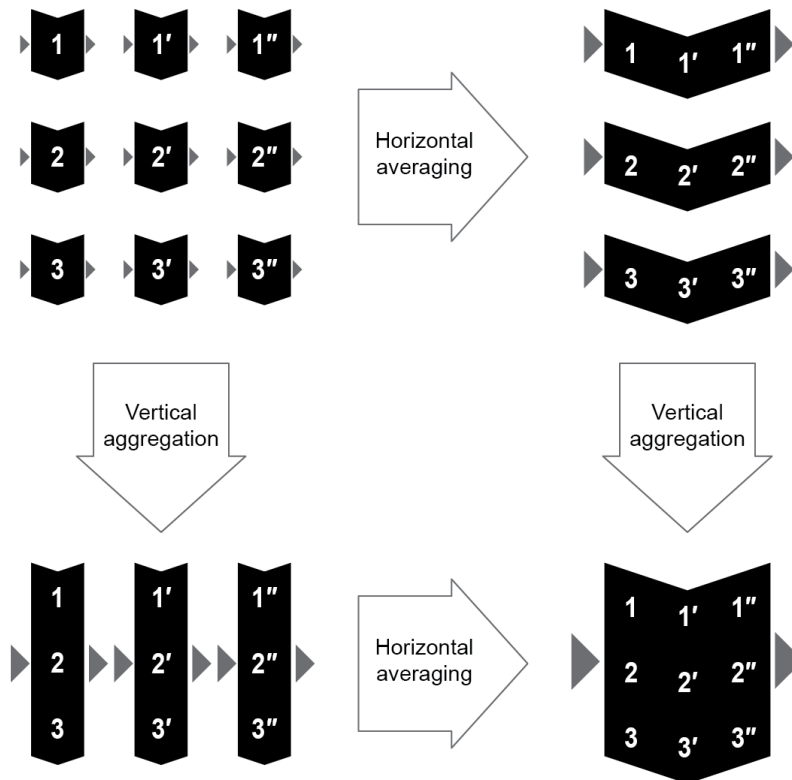 1 1′ 1″
1 1′ 1″
Horizontal
averaging
2 2′ 2″
2 2′ 2″
3 3′ 3″
3 3′ 3″
Vertical
aggregation
Vertical
aggregation
1 1′ 1″
1 1′ 1″
Horizontal
averaging
2 2′ 2″
2 2′ 2″
3 3′ 3″
3 3′ 3″